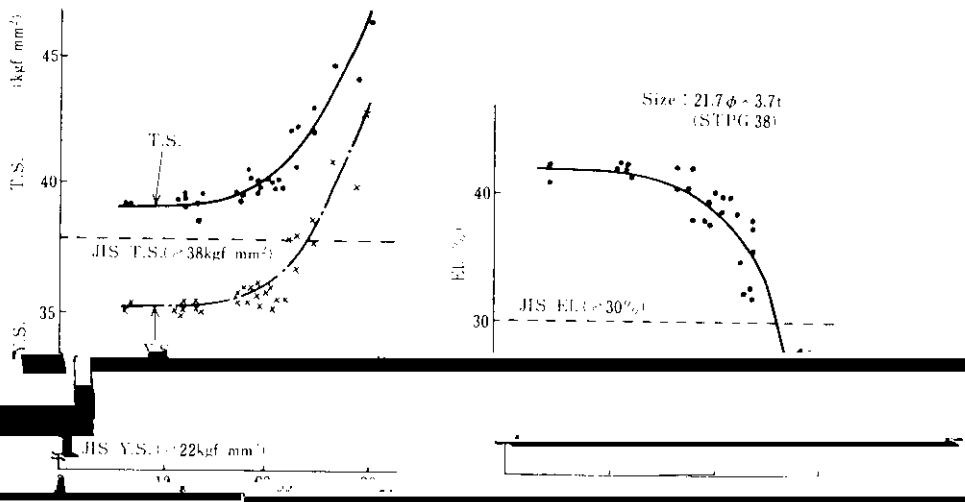 (kgf mm²)
45
T.S.
T.S.
40
JIS T.S. (≥38kgf mm²)
35
Y.S.
Y.S.
JIS Y.S. (≥22kgf mm²)
Size : 21.7φ × 3.7t
(STPG 38)
40
El. (%)
JIS El. (≥30%)
30